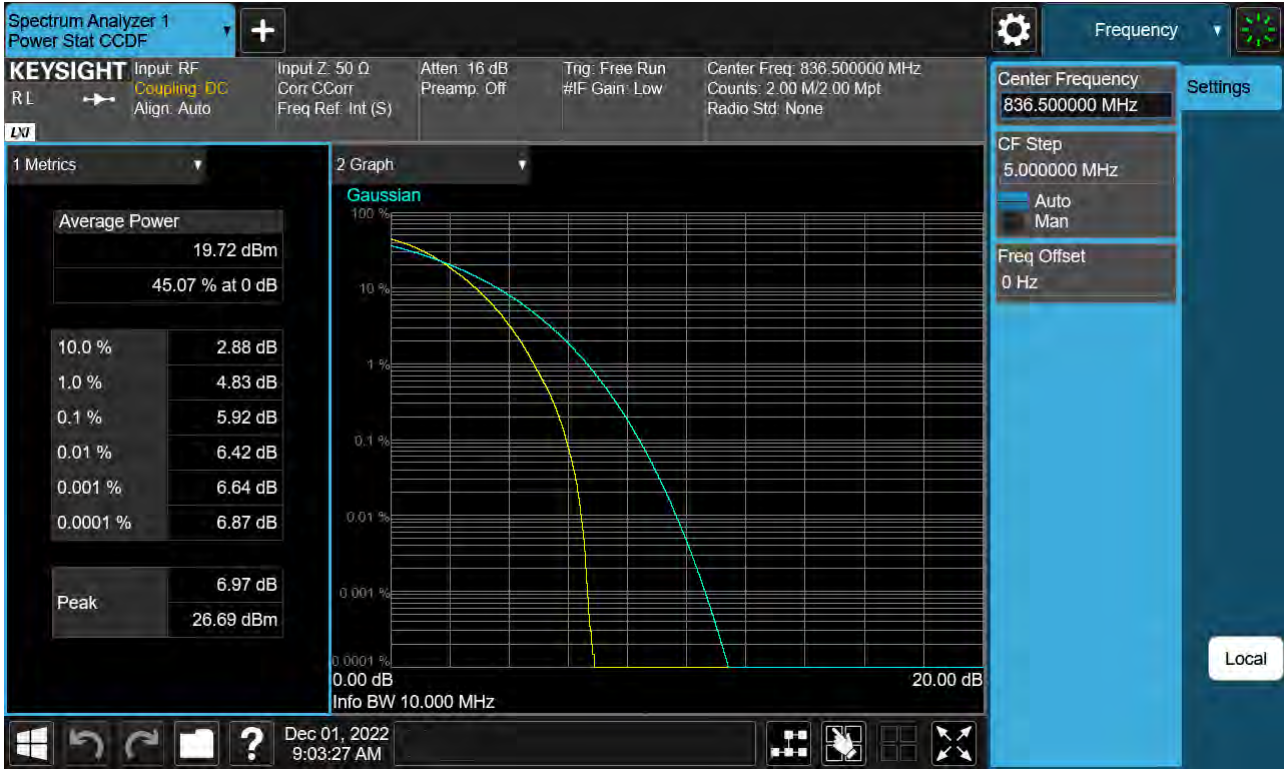 Spectrum Analyzer 1
Power Stat CCDF
Frequency
KEYSIGHT
Input: RF
Input Z: 50 Ω
Atten: 16 dB
Trig: Free Run
Center Freq: 836.500000 MHz
RL
Coupling: DC
Corr CCorr
Preamp: Off
#IF Gain: Low
Counts: 2.00 M/2.00 Mpt
Align: Auto
Freq Ref: Int (S)
Radio Std: None
LXI
Center Frequency
836.500000 MHz
Settings
CF Step
5.000000 MHz
Auto
Man
Freq Offset
0 Hz
1 Metrics
Average Power
19.72 dBm
45.07 % at 0 dB
10.0 % 2.88 dB
1.0 % 4.83 dB
0.1 % 5.92 dB
0.01 % 6.42 dB
0.001 % 6.64 dB
0.0001 % 6.87 dB
Peak
6.97 dB
26.69 dBm
2 Graph
Gaussian
100 %
10 %
1 %
0.1 %
0.01 %
0.001 %
0.0001 %
0.00 dB
20.00 dB
Info BW 10.000 MHz
Local
?
Dec 01, 2022
9:03:27 AM